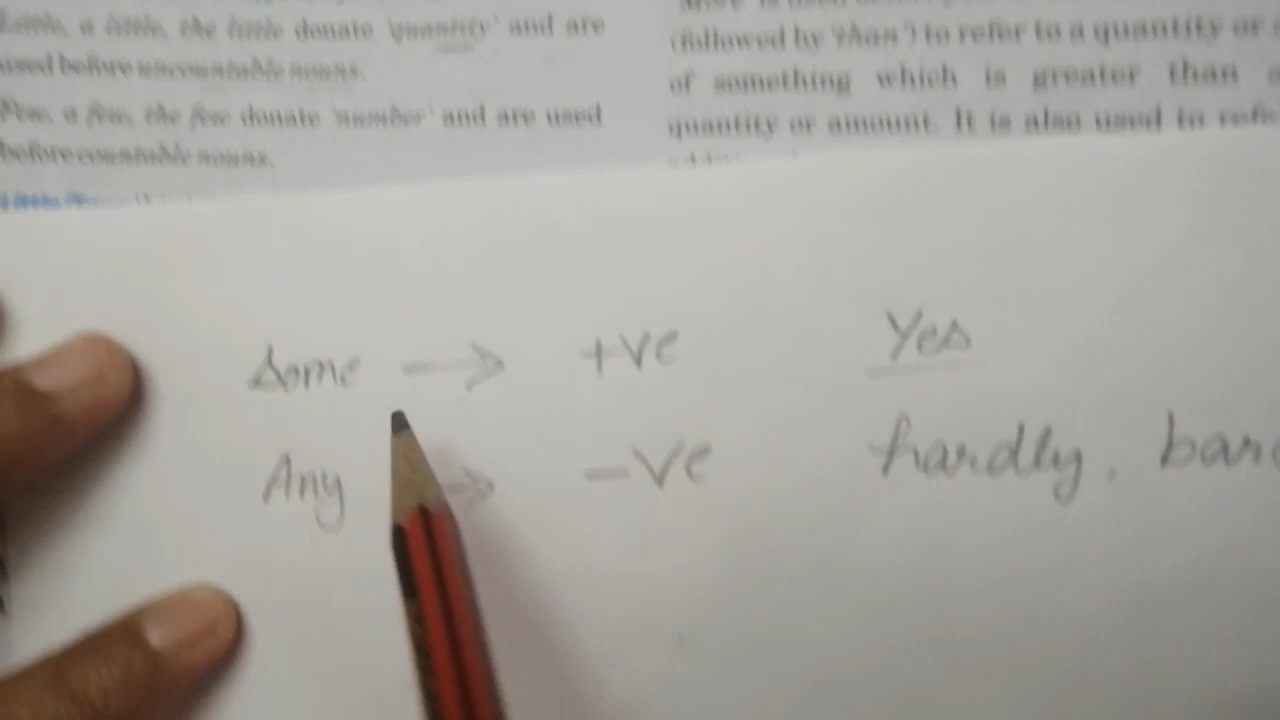 Little, a little, the little donate 'quantity' and are
used before uncountable nouns.
Few, a few, the few donate 'number' and are used
before countable nouns.
(followed by 'than') to refer to a quantity or
of something which is greater than
quantity or amount. It is also used to
Some → +ve Yes
Any → -ve hardly,